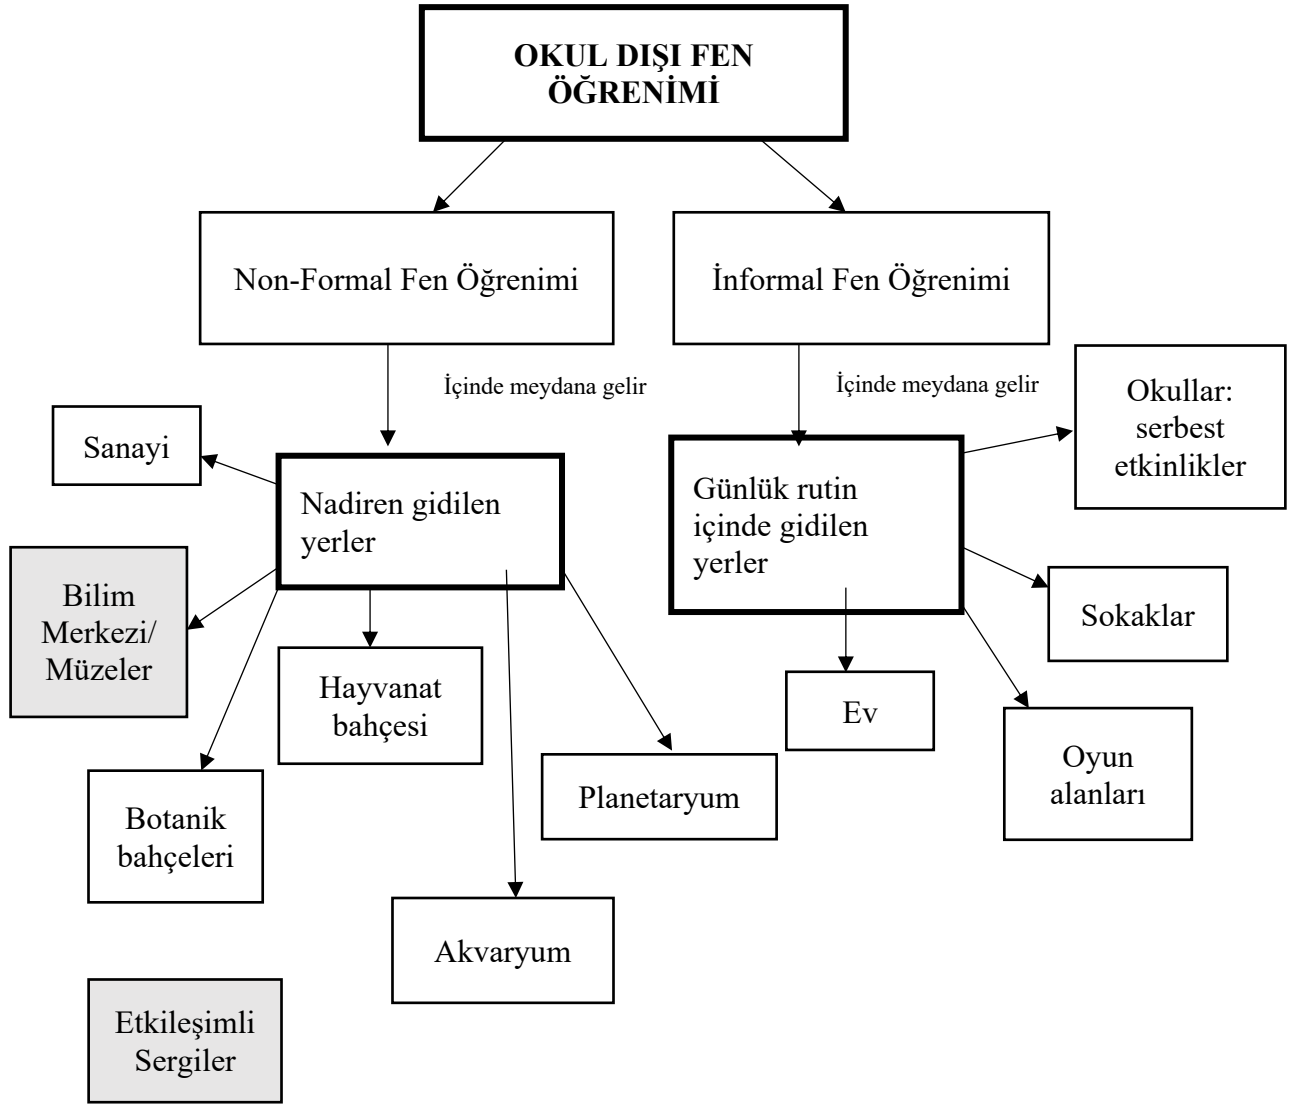 OKUL DIŞI FEN
ÖĞRENİMİ
Non-Formal Fen Öğrenimi
İnformal Fen Öğrenimi
İçinde meydana gelir
İçinde meydana gelir
Okullar:
serbest
etkinlikler
Sanayi
Nadiren gidilen
yerler
Günlük rutin
içinde gidilen
yerler
Bilim
Merkezi/
Müzeler
Sokaklar
Hayvanat
bahçesi
Ev
Oyun
alanları
Planetaryum
Botanik
bahçeleri
Akvaryum
Etkileşimli
Sergiler